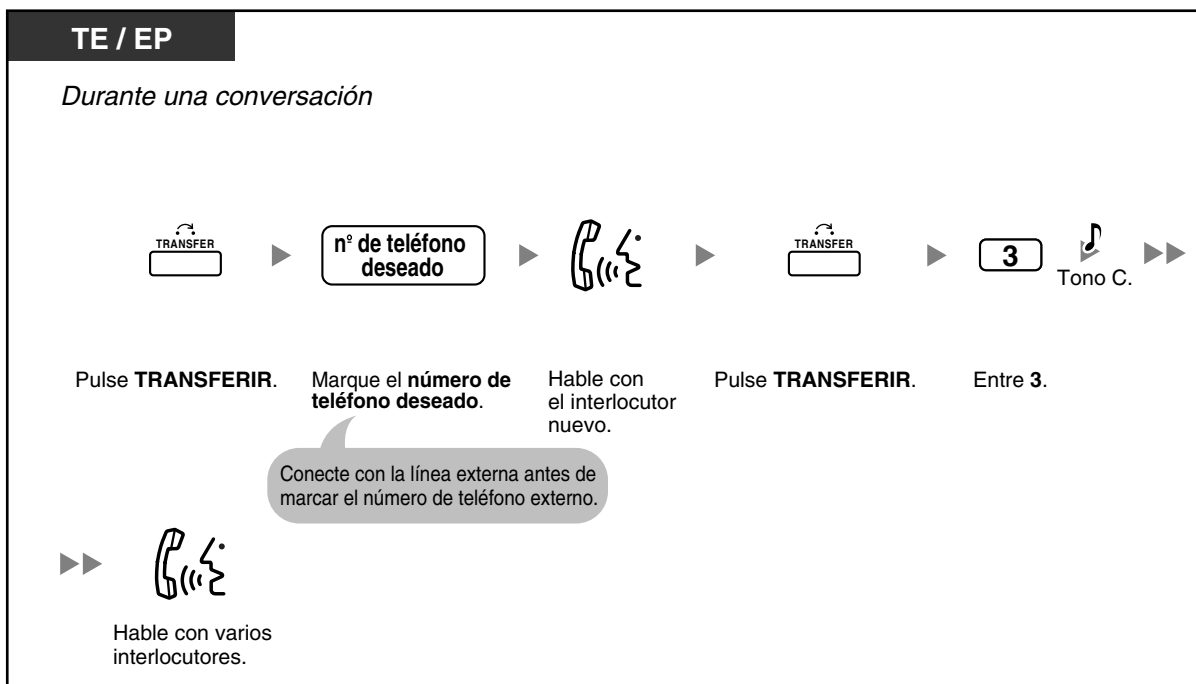 TE / EP
Durante una conversación
TRANSFER
nº de teléfono
deseado
TRANSFER
3
Tono C.
Pulse TRANSFERIR.
Marque el número de
teléfono deseado.
Hable con
el interlocutor
nuevo.
Pulse TRANSFERIR.
Entre 3.
Conecte con la línea externa antes de
marcar el número de teléfono externo.
Hable con varios
interlocutores.